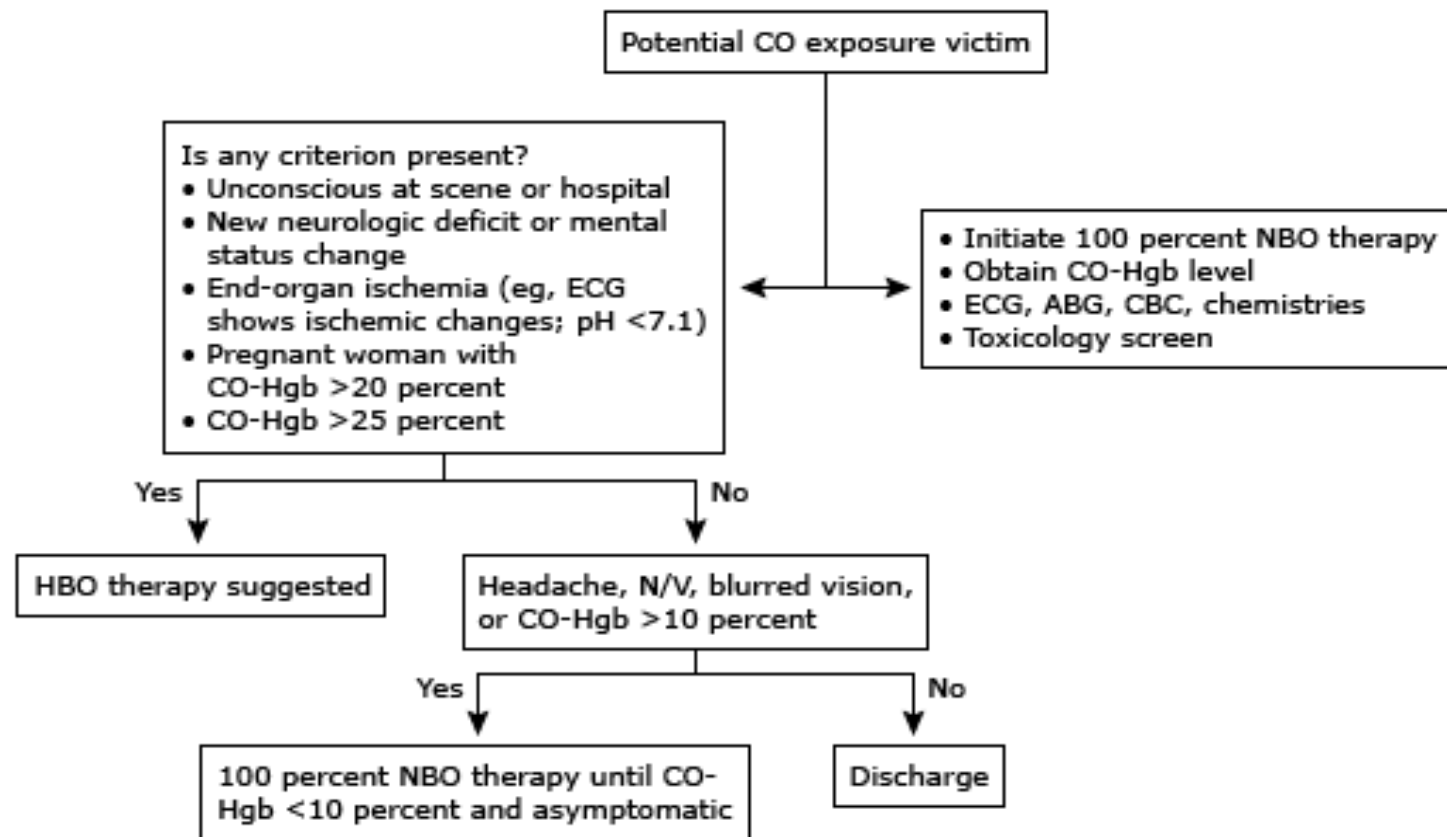 Potential CO exposure victim
Is any criterion present?
• Unconscious at scene or hospital
• New neurologic deficit or mental
status change
• End-organ ischemia (eg, ECG
shows ischemic changes; pH <7.1)
• Pregnant woman with
CO-Hgb >20 percent
• CO-Hgb >25 percent
• Initiate 100 percent NBO therapy
• Obtain CO-Hgb level
• ECG, ABG, CBC, chemistries
• Toxicology screen
Yes
No
HBO therapy suggested
Headache, N/V, blurred vision,
or CO-Hgb >10 percent
Yes
No
100 percent NBO therapy until CO-
Hgb <10 percent and asymptomatic
Discharge